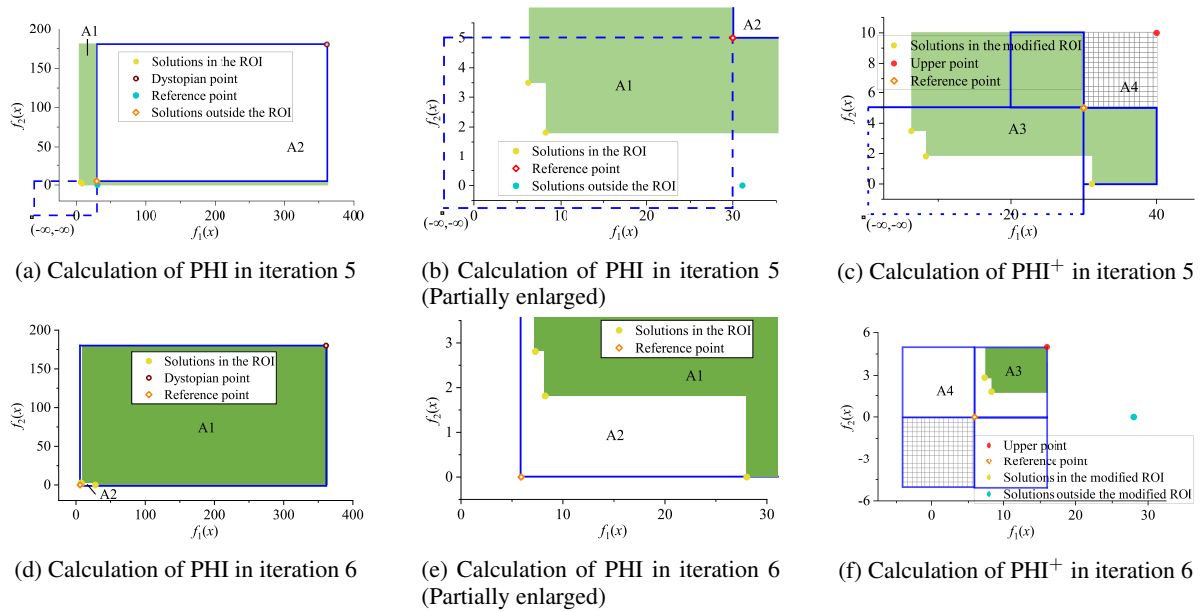 A1
200
150
100
50
0
f₂(x)
Solutions in the ROI
Dystopian point
Reference point
Solutions outside the ROI
A2
0
100
200
300
400
(-∞,-∞)
f₁(x)
(a) Calculation of PHI in iteration 5
A2
5
4
3
2
1
0
f₂(x)
A1
Solutions in the ROI
Reference point
Solutions outside the ROI
0
10
20
30
(-∞,-∞)
f₁(x)
(b) Calculation of PHI in iteration 5
(Partially enlarged)
10
8
6
4
2
0
f₂(x)
Solutions in the modified ROI
Upper point
Reference point
A4
A3
20
40
(-∞,-∞)
f₁(x)
(c) Calculation of PHI⁺ in iteration 5
200
150
100
50
0
f₂(x)
Solutions in the ROI
Dystopian point
Reference point
A1
A2
0
100
200
300
400
f₁(x)
(d) Calculation of PHI in iteration 6
3
2
1
0
f₂(x)
Solutions in the ROI
Reference point
A1
A2
0
10
20
30
f₁(x)
(e) Calculation of PHI in iteration 6
(Partially enlarged)
6
3
0
-3
-6
f₂(x)
A4
A3
Upper point
Reference point
Solutions in the modified ROI
Solutions outside the modified ROI
0
10
20
30
f₁(x)
(f) Calculation of PHI⁺ in iteration 6